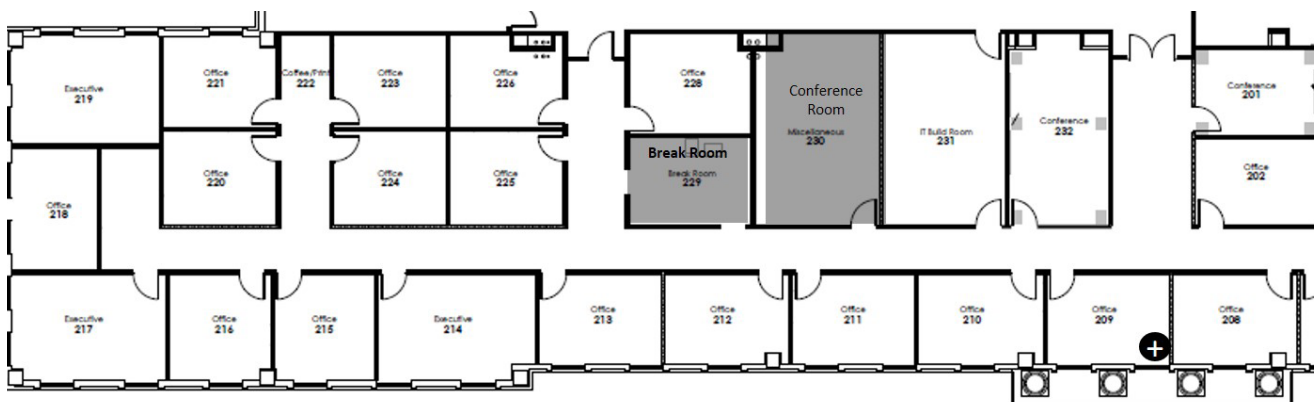 Executive
219
Office
221
Coffee/Print
222
Office
223
Office
226
Office
228
Conference
Room
Miscellaneous
230
IT Build Room
231
Conference
232
Conference
201
Office
220
Office
224
Office
225
Break Room
Break Room
229
Office
202
Office
218
Executive
217
Office
216
Office
215
Executive
214
Office
213
Office
212
Office
211
Office
210
Office
209
Office
208